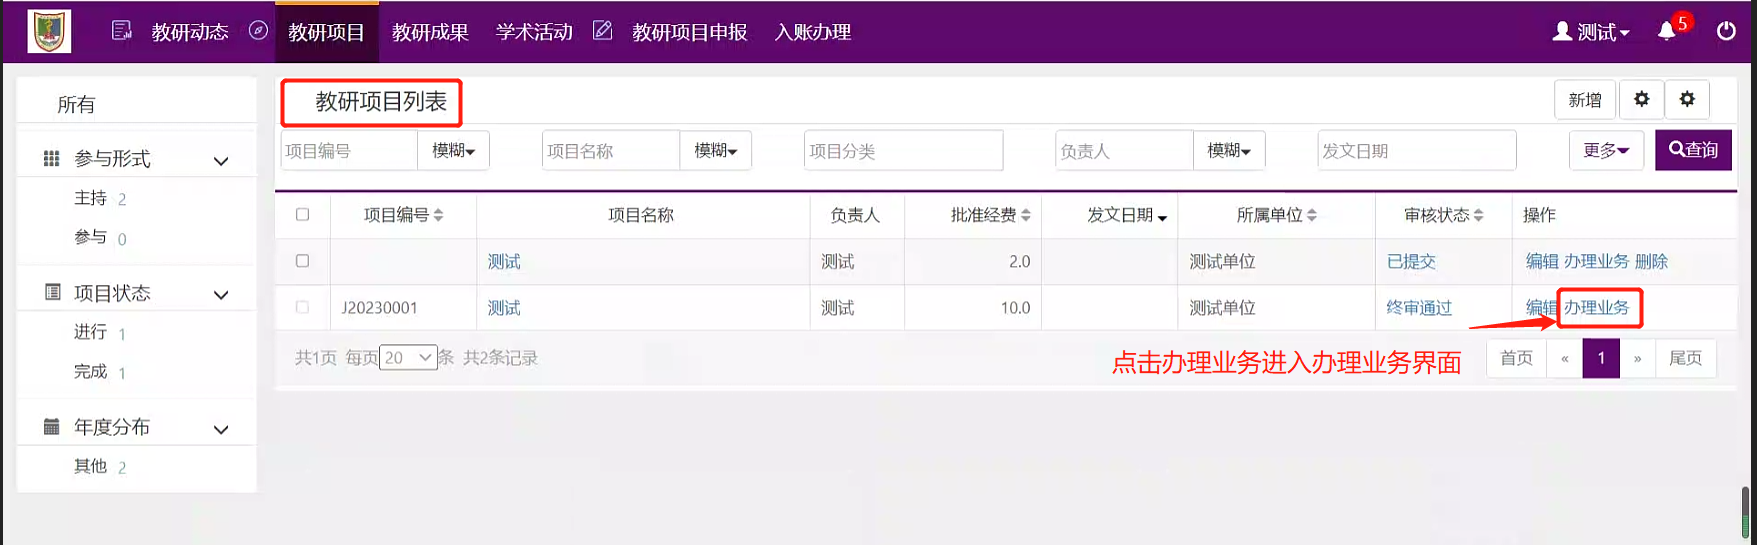 教研动态 教研项目 教研成果 学术活动 教研项目申报 入账办理 测试 5
所有
参与形式
主持 2
参与 0
项目状态
进行 1
完成 1
年度分布
其他 2
教研项目列表 新增
项目编号 模糊 项目名称 模糊 项目分类 负责人 模糊 发文日期 更多 查询
项目编号 项目名称 负责人 批准经费 发文日期 所属单位 审核状态 操作
测试 测试 2.0 测试单位 已提交 编辑 办理业务 删除
J20230001 测试 测试 10.0 测试单位 终审通过 编辑 办理业务
共1页 每页 20 条 共2条记录
点击办理业务进入办理业务界面
首页 « 1 » 尾页